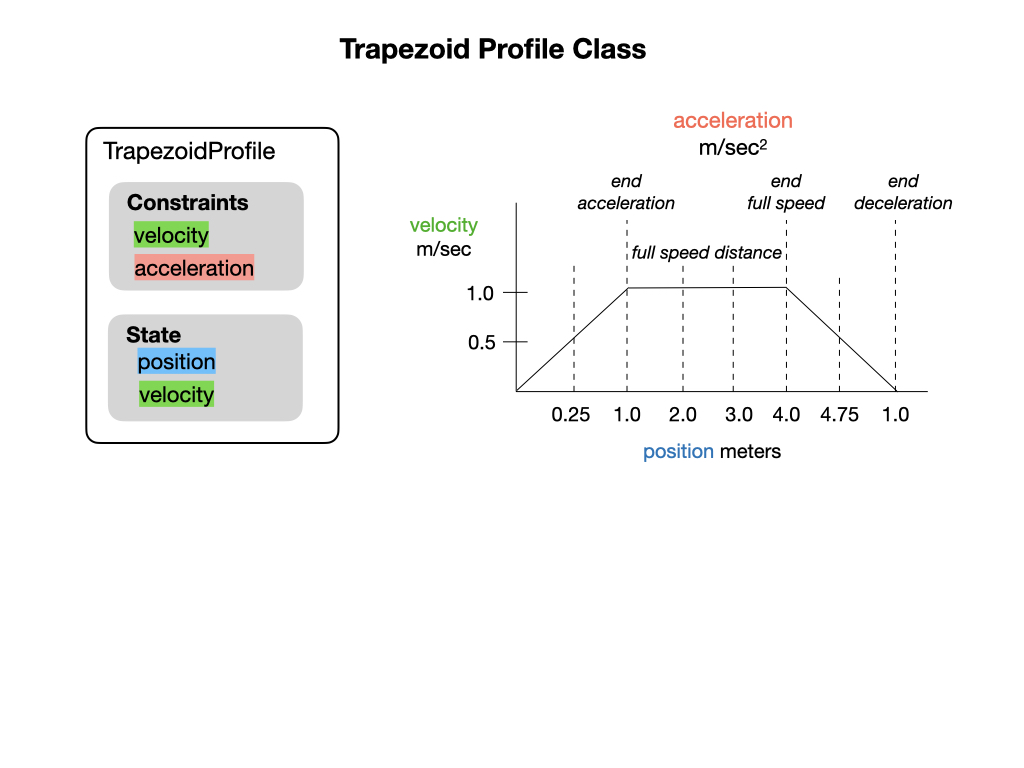 Trapezoid Profile Class
TrapezoidProfile
Constraints
velocity
acceleration
State
position
velocity
acceleration
m/sec²
end
acceleration
end
full speed
end
deceleration
velocity
m/sec
full speed distance
1.0
0.5
0.25 1.0 2.0 3.0 4.0 4.75 1.0
position meters